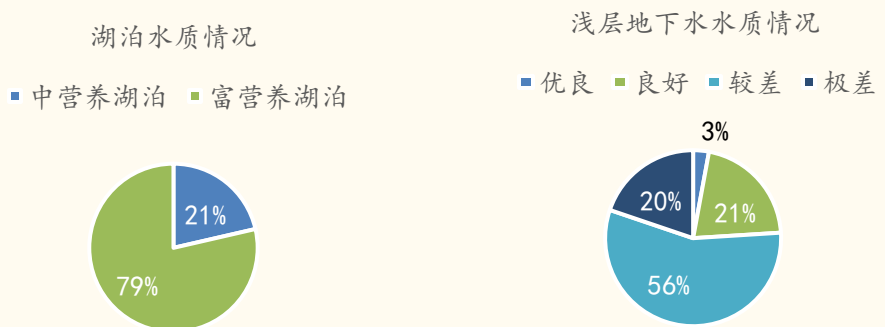 湖泊水质情况
中营养湖泊 富营养湖泊
21%
79%
浅层地下水水质情况
优良 良好 较差 极差
3%
20%
21%
56%